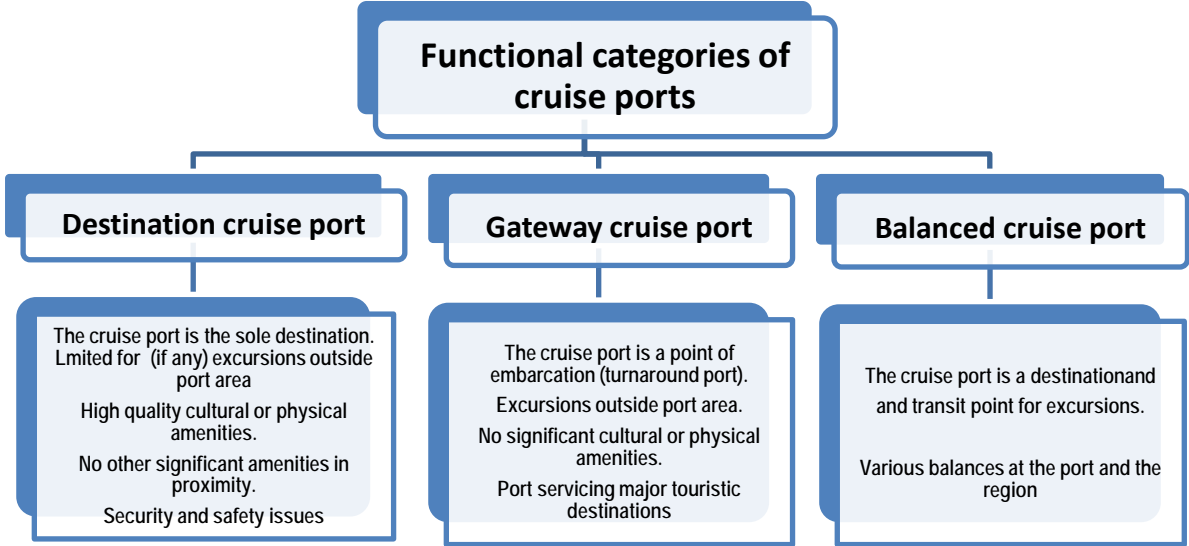 Functional categories of
cruise ports
Destination cruise port
The cruise port is the sole destination.
Lmited for (if any) excursions outside
port area
High quality cultural or physical
amenities.
No other significant amenities in
proximity.
Security and safety issues
Gateway cruise port
The cruise port is a point of
embarcation (turnaround port).
Excursions outside port area.
No significant cultural or physical
amenities.
Port servicing major touristic
destinations
Balanced cruise port
The cruise port is a destinationand
and transit point for excursions.
Various balances at the port and the
region